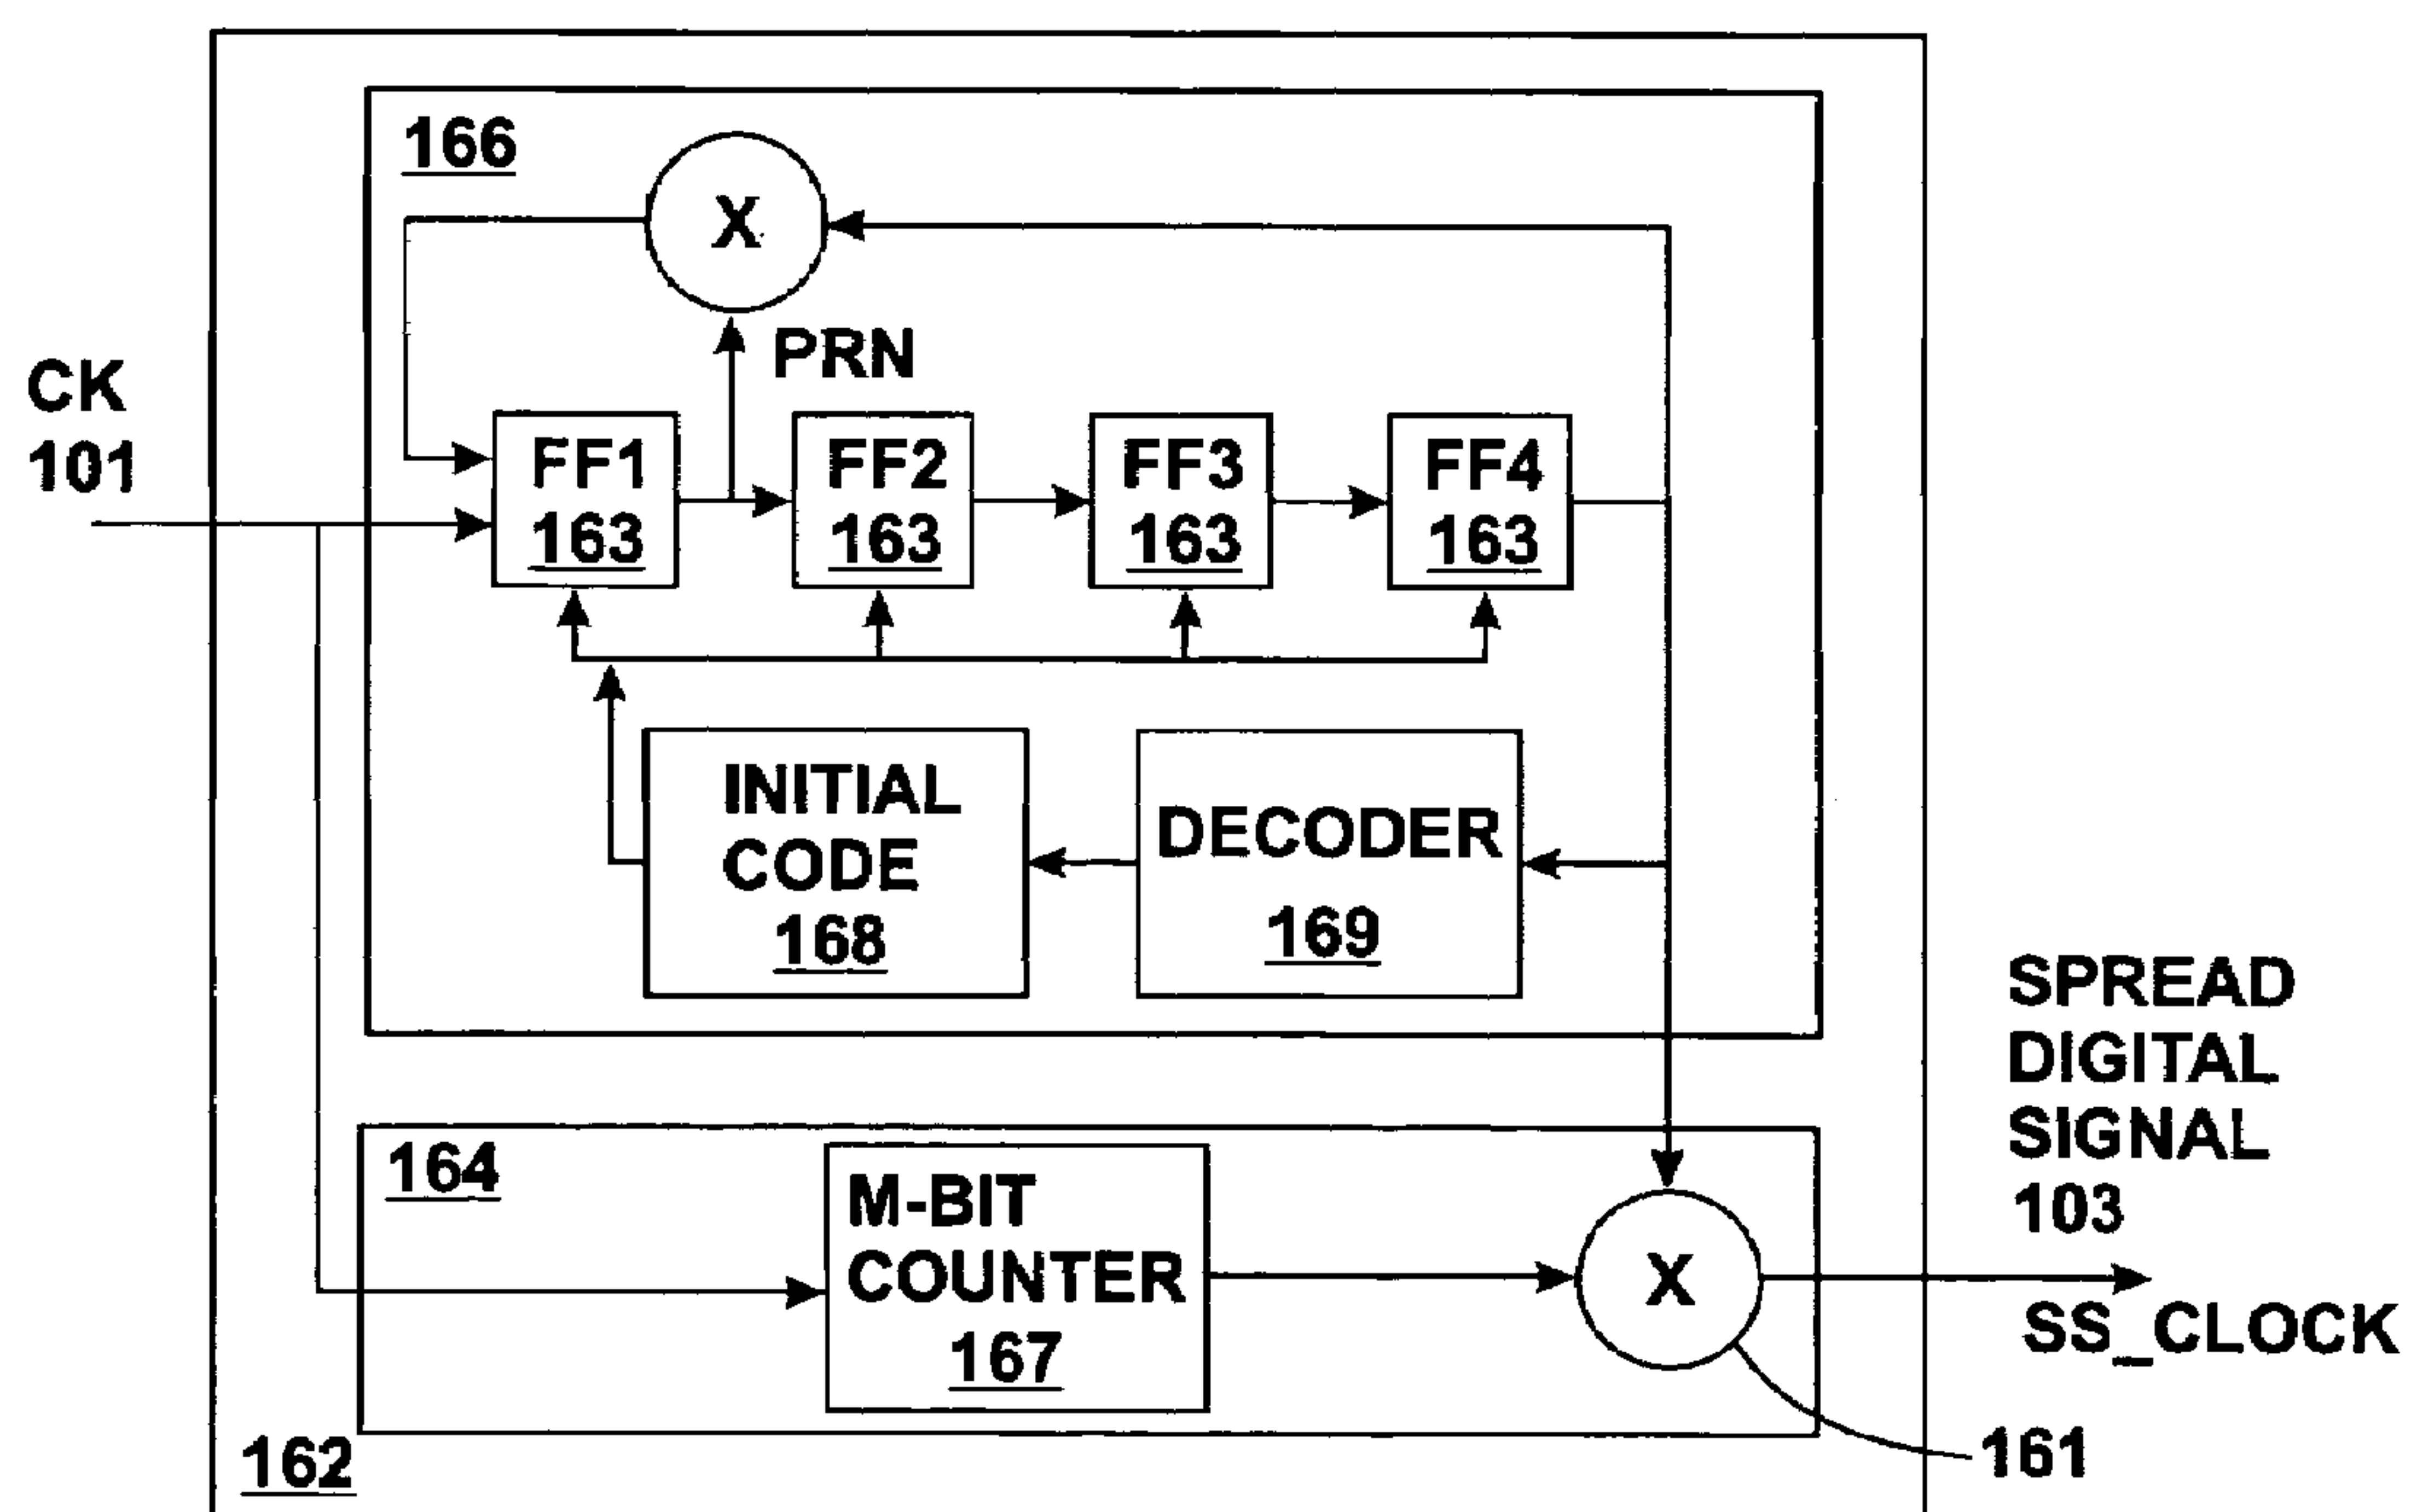 166
X
PRN
CK
101
FF1
163
FF2
163
FF3
163
FF4
163
INITIAL
CODE
168
DECODER
169
SPREAD
DIGITAL
SIGNAL
103
SS_CLOCK
164
M-BIT
COUNTER
167
X
161
162